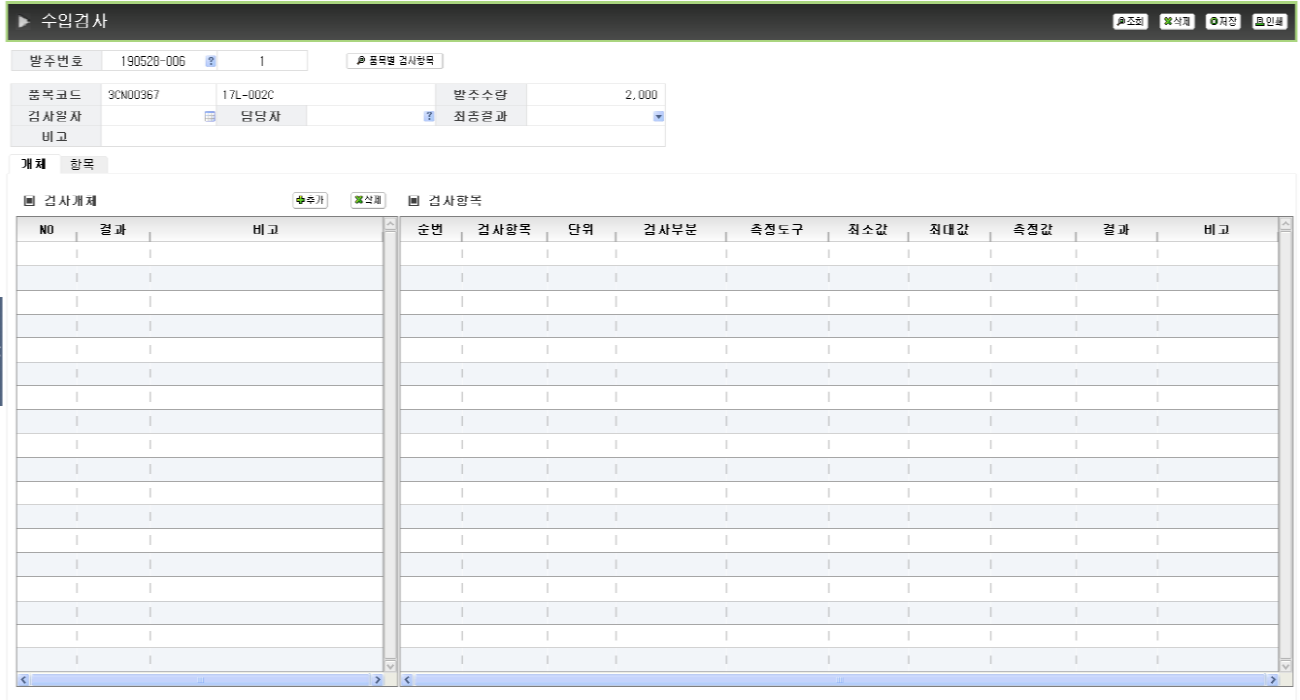 수입검사 조회 삭제 저장 인쇄
발주번호 190528-006 ? 1 품목별 검사항목
품목코드 3CN00367 17L-002C 발주수량 2,000
검사일자 담당자 ? 최종결과
비고
개체 항목
검사개체 추가 삭제 검사항목
NO 결과 비고 순번 검사항목 단위 검사부분 측정도구 최소값 최대값 측정값 결과 비고